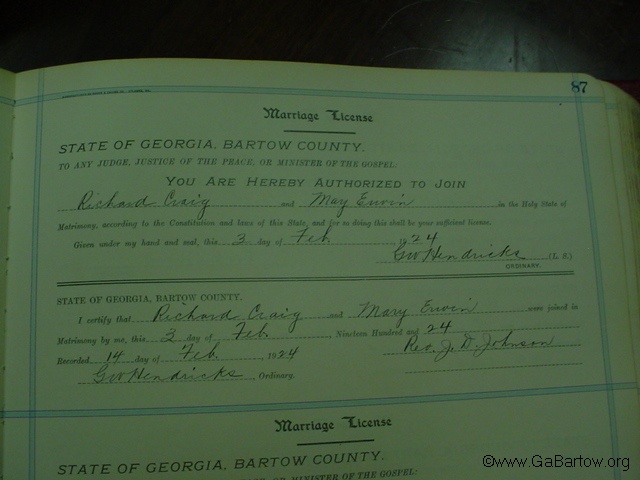 87
Marriage License
STATE OF GEORGIA, BARTOW COUNTY.
TO ANY JUDGE, JUSTICE OF THE PEACE, OR MINISTER OF THE GOSPEL:
YOU ARE HEREBY AUTHORIZED TO JOIN
Richard Craig and Mary Erwin in the Holy State of
Matrimony, according to the Constitution and laws of this State, and for so doing this shall be your sufficient license.
Given under my hand and seal, this 3 day of Feb 1924
Geo Hendricks (L. S.)
ORDINARY.
STATE OF GEORGIA, BARTOW COUNTY.
I certify that Richard Craig and Mary Erwin were joined in
Matrimony by me, this 3 day of Feb. Nineteen Hundred and 24
Recorded 14 day of Feb. 1924 Rev. J. D. Johnson
Geo Hendricks Ordinary.
Marriage License
STATE OF GEORGIA, BARTOW COUNTY.
MINISTER OF THE GOSPEL:
©www.GaBartow.org